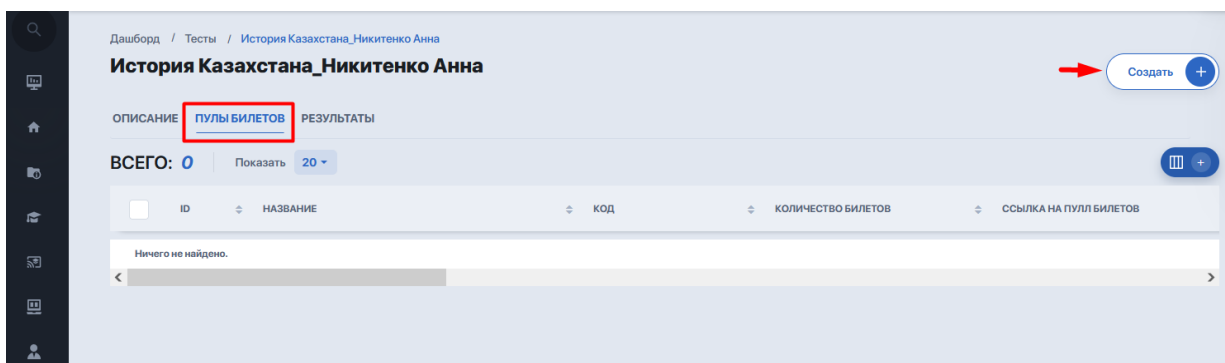 Дашборд / Тесты / История Казахстана_Никитенко Анна
История Казахстана_Никитенко Анна
Создать +
ОПИСАНИЕ ПУЛЫ БИЛЕТОВ РЕЗУЛЬТАТЫ
ВСЕГО: 0 Показать 20
ID НАЗВАНИЕ КОД КОЛИЧЕСТВО БИЛЕТОВ ССЫЛКА НА ПУЛЛ БИЛЕТОВ
Ничего не найдено.